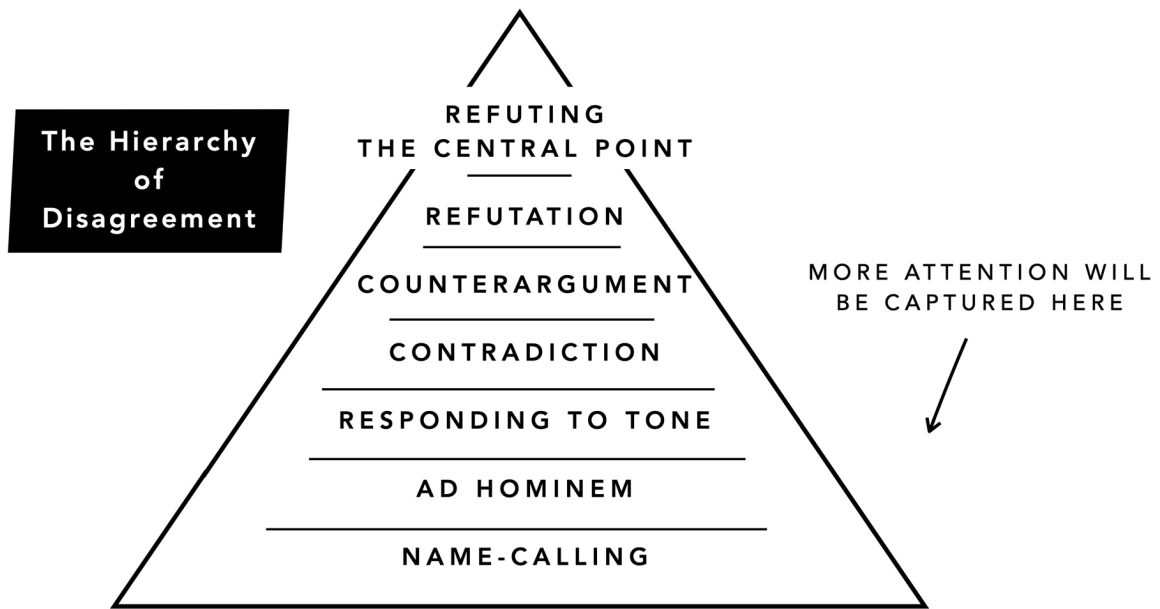 The Hierarchy
of
Disagreement
REFUTING
THE CENTRAL POINT
REFUTATION
COUNTERARGUMENT
CONTRADICTION
RESPONDING TO TONE
AD HOMINEM
NAME-CALLING
MORE ATTENTION WILL
BE CAPTURED HERE